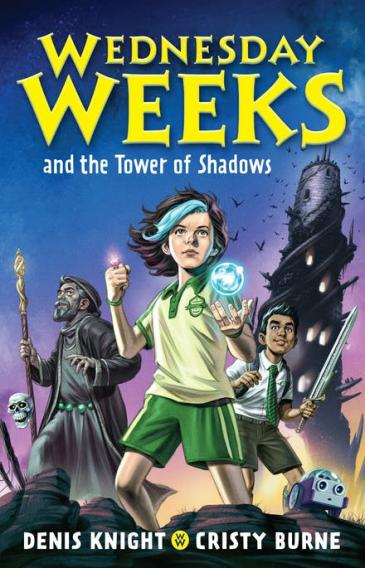 WEDNESDAY
WEEKS
and the Tower of Shadows
DENIS KNIGHT W W CRISTY BURNE